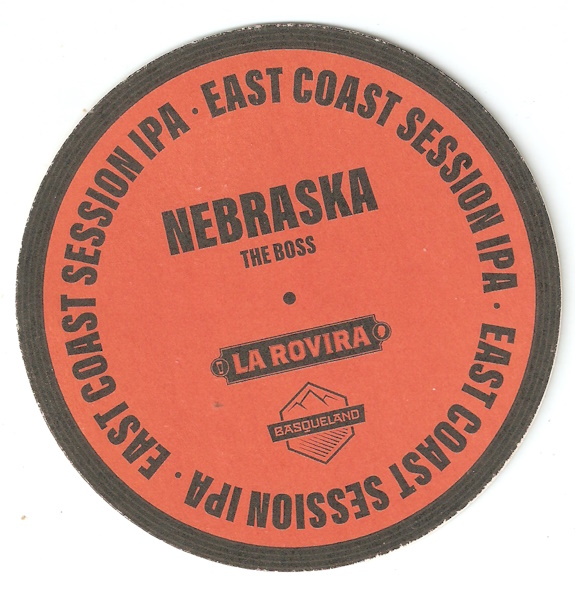 EAST COAST SESSION IPA · EAST COAST SESSION IPA · EAST COAST SESSION IPA ·
NEBRASKA
THE BOSS
LA ROVIRA
BASQUELAND